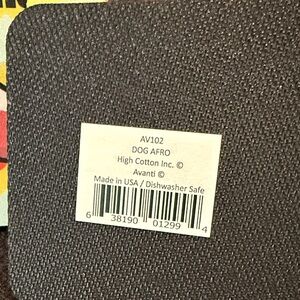 AV102
DOG AFRO
High Cotton Inc. ©
Avanti ©
Made in USA / Dishwasher Safe
6 38190 01299 4